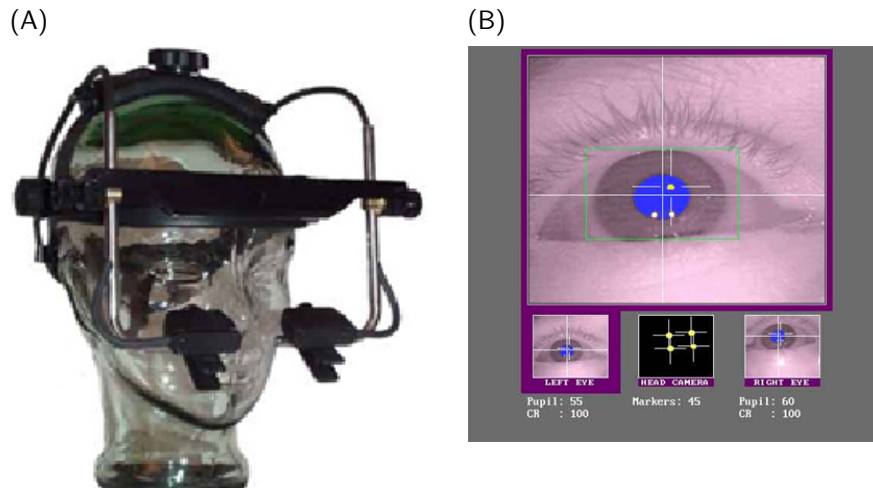 (A)
(B)
LEFT EYE
HEAD CAMERA
RIGHT EYE
Pupil: 55
CR : 100
Markers: 45
Pupil: 60
CR : 100